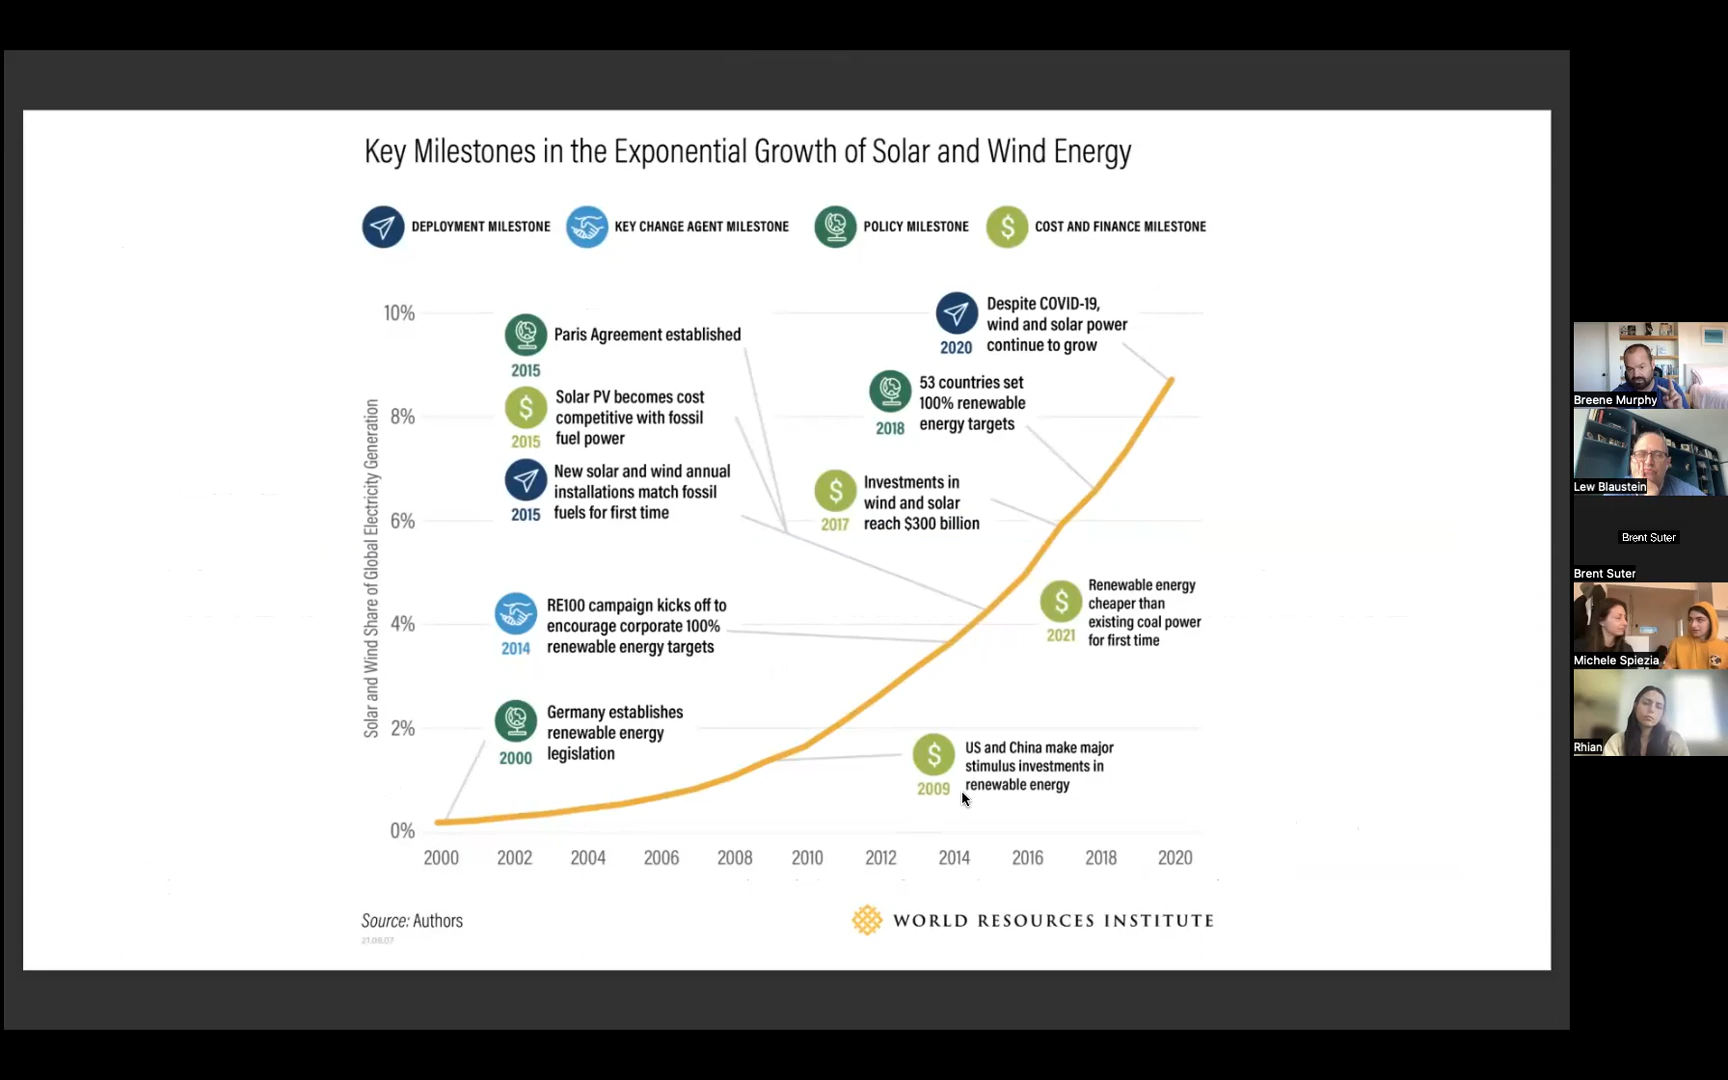 Key Milestones in the Exponential Growth of Solar and Wind Energy
DEPLOYMENT MILESTONE
KEY CHANGE AGENT MILESTONE
POLICY MILESTONE
COST AND FINANCE MILESTONE
Solar and Wind Share of Global Electricity Generation
10%
8%
6%
4%
2%
0%
2015
Paris Agreement established
2015
Solar PV becomes cost
competitive with fossil
fuel power
2015
New solar and wind annual
installations match fossil
fuels for first time
2014
RE100 campaign kicks off to
encourage corporate 100%
renewable energy targets
2000
Germany establishes
renewable energy
legislation
2020
Despite COVID-19,
wind and solar power
continue to grow
2018
53 countries set
100% renewable
energy targets
2017
Investments in
wind and solar
reach $300 billion
2021
Renewable energy
cheaper than
existing coal power
for first time
2009
US and China make major
stimulus investments in
renewable energy
2000 2002 2004 2006 2008 2010 2012 2014 2016 2018 2020
Source: Authors
21.09.07
WORLD RESOURCES INSTITUTE
Breene Murphy
Lew Blaustein
Brent Suter
Brent Suter
Michele Spiezia
Rhian